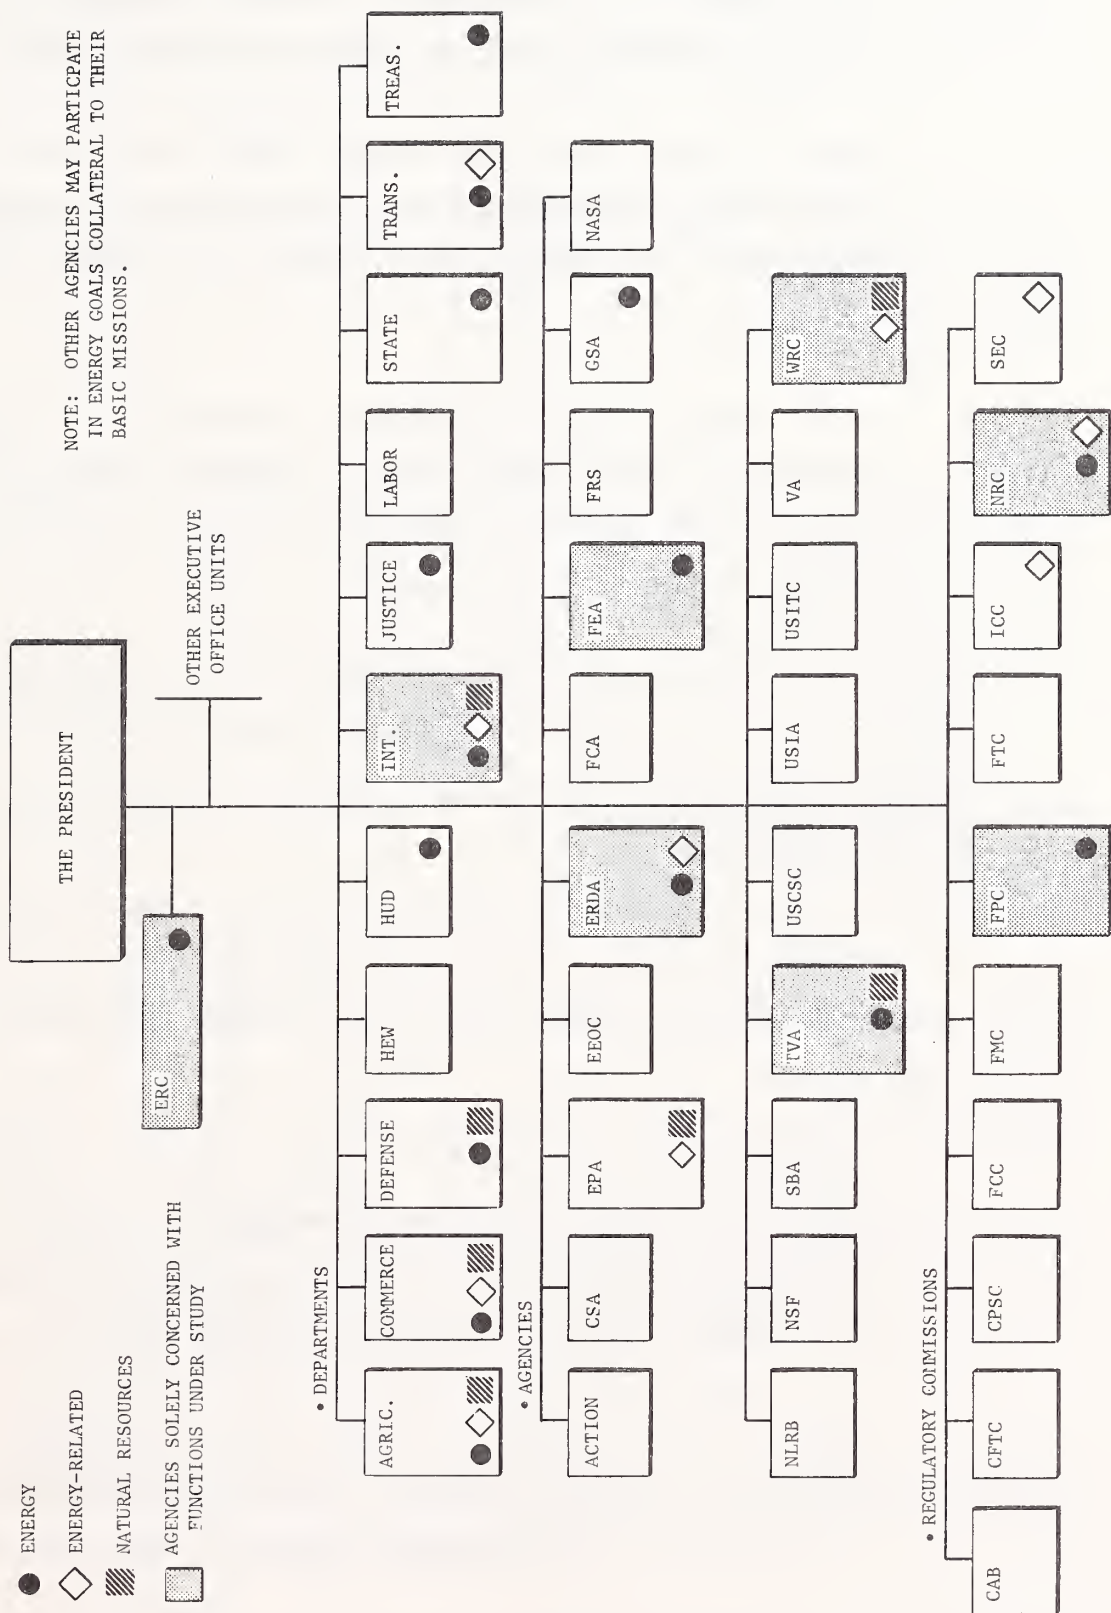 ● ENERGY
◇ ENERGY-RELATED
NATURAL RESOURCES
AGENCIES SOLELY CONCERNED WITH
FUNCTIONS UNDER STUDY
THE PRESIDENT
ERC
OTHER EXECUTIVE
OFFICE UNITS
NOTE: OTHER AGENCIES MAY PARTICPATE
IN ENERGY GOALS COLLATERAL TO THEIR
BASIC MISSIONS.
• DEPARTMENTS
AGRIC.
COMMERCE
DEFENSE
HEW
HUD
INT.
JUSTICE
LABOR
STATE
TRANS.
TREAS.
• AGENCIES
ACTION
CSA
EPA
EEOC
ERDA
FCA
FEA
FRS
GSA
NASA
NLRB
NSF
SBA
TVA
USCSC
USIA
USITC
VA
WRC
• REGULATORY COMMISSIONS
CAB
CFTC
CPSC
FCC
FMC
FPC
FTC
ICC
NRC
SEC